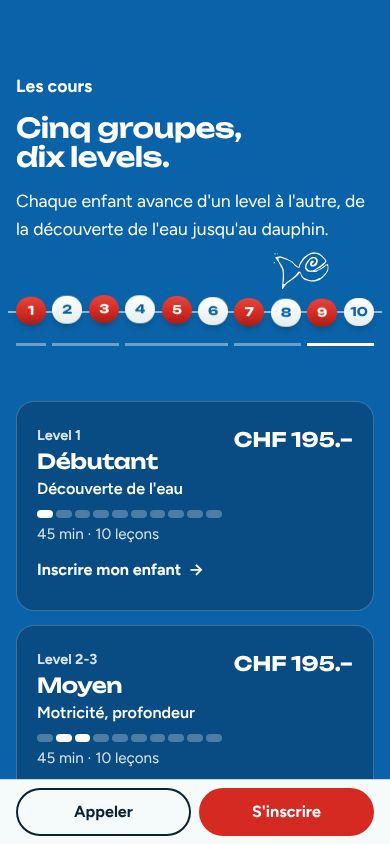 Les cours
Cinq groupes,
dix levels.
Chaque enfant avance d'un level à l'autre, de
la découverte de l'eau jusqu'au dauphin.
1 2 3 4 5 6 7 8 9 10
Level 1
CHF 195.–
Débutant
Découverte de l'eau
45 min · 10 leçons
Inscrire mon enfant →
Level 2-3
CHF 195.–
Moyen
Motricité, profondeur
45 min · 10 leçons
Appeler
S'inscrire